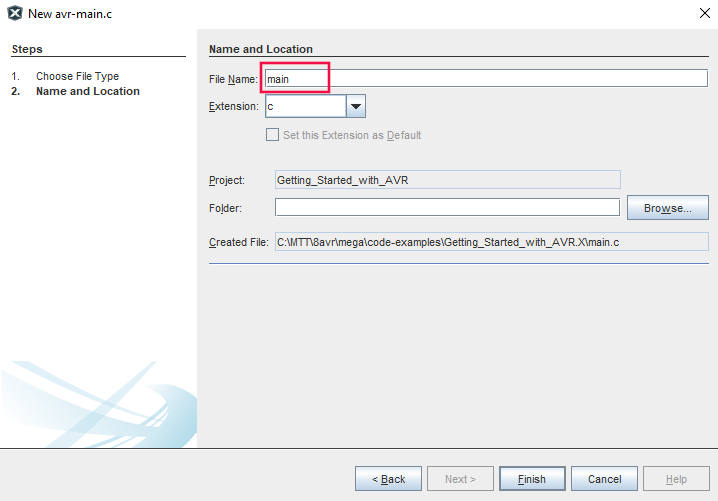 New avr-main.c
Steps
1. Choose File Type
2. Name and Location
Name and Location
File Name: main
Extension: c
Set this Extension as Default
Project: Getting_Started_with_AVR
Folder:
Browse...
Created File: C:\MTT\8avr\mega\code-examples\Getting_Started_with_AVR.X\main.c
< Back
Next >
Finish
Cancel
Help